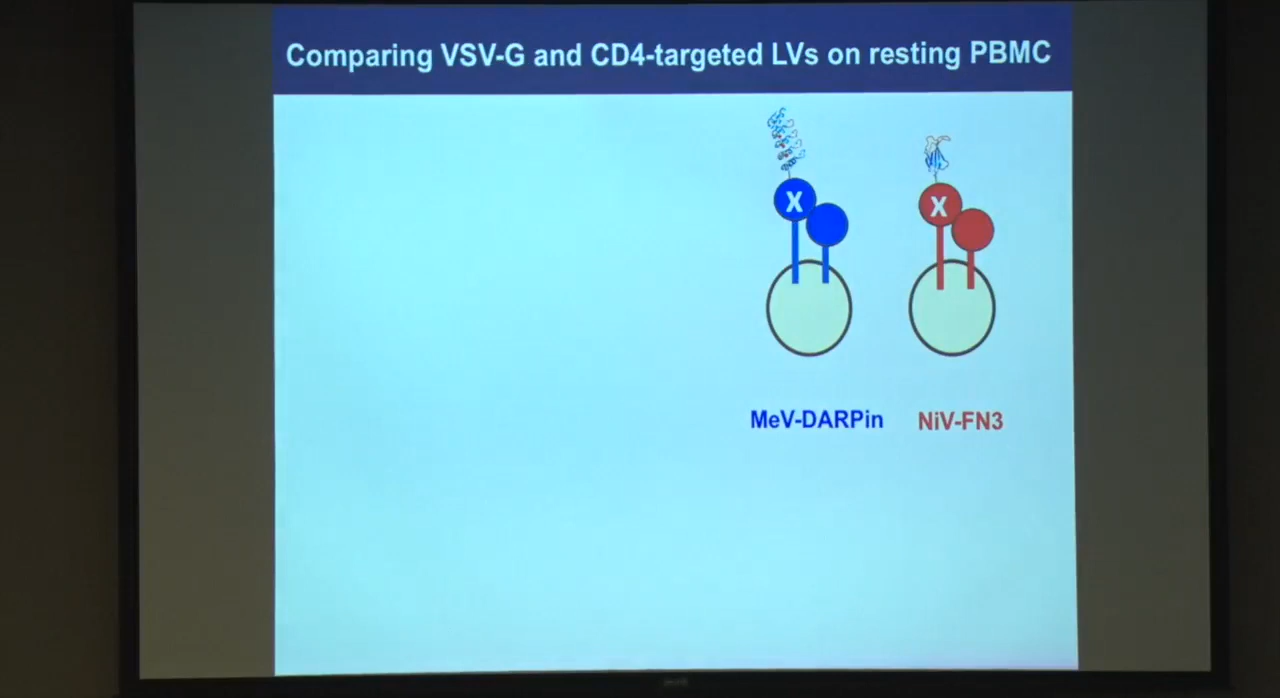 Comparing VSV-G and CD4-targeted LVs on resting PBMC
X
X
MeV-DARPin
NiV-FN3